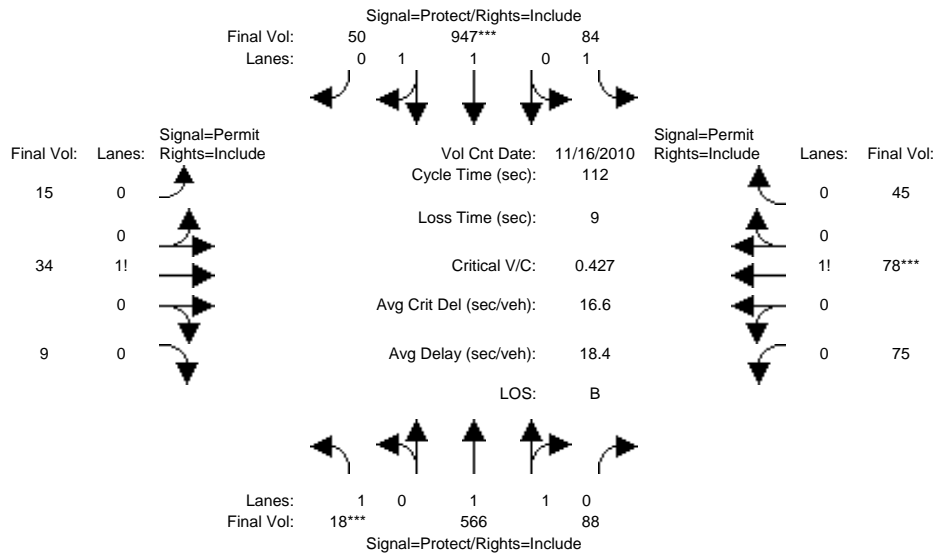 Signal=Protect/Rights=Include
Final Vol: 50 947*** 84
Lanes: 0 1 1 0 1
Signal=Permit Signal=Permit
Final Vol: Lanes: Rights=Include Vol Cnt Date: 11/16/2010 Rights=Include Lanes: Final Vol:
Cycle Time (sec): 112
15 0 0 45
Loss Time (sec): 9
0 0
34 1! Critical V/C: 0.427 1! 78***
0 Avg Crit Del (sec/veh): 16.6 0
9 0 Avg Delay (sec/veh): 18.4 0 75
LOS: B
Lanes: 1 0 1 1 0
Final Vol: 18*** 566 88
Signal=Protect/Rights=Include